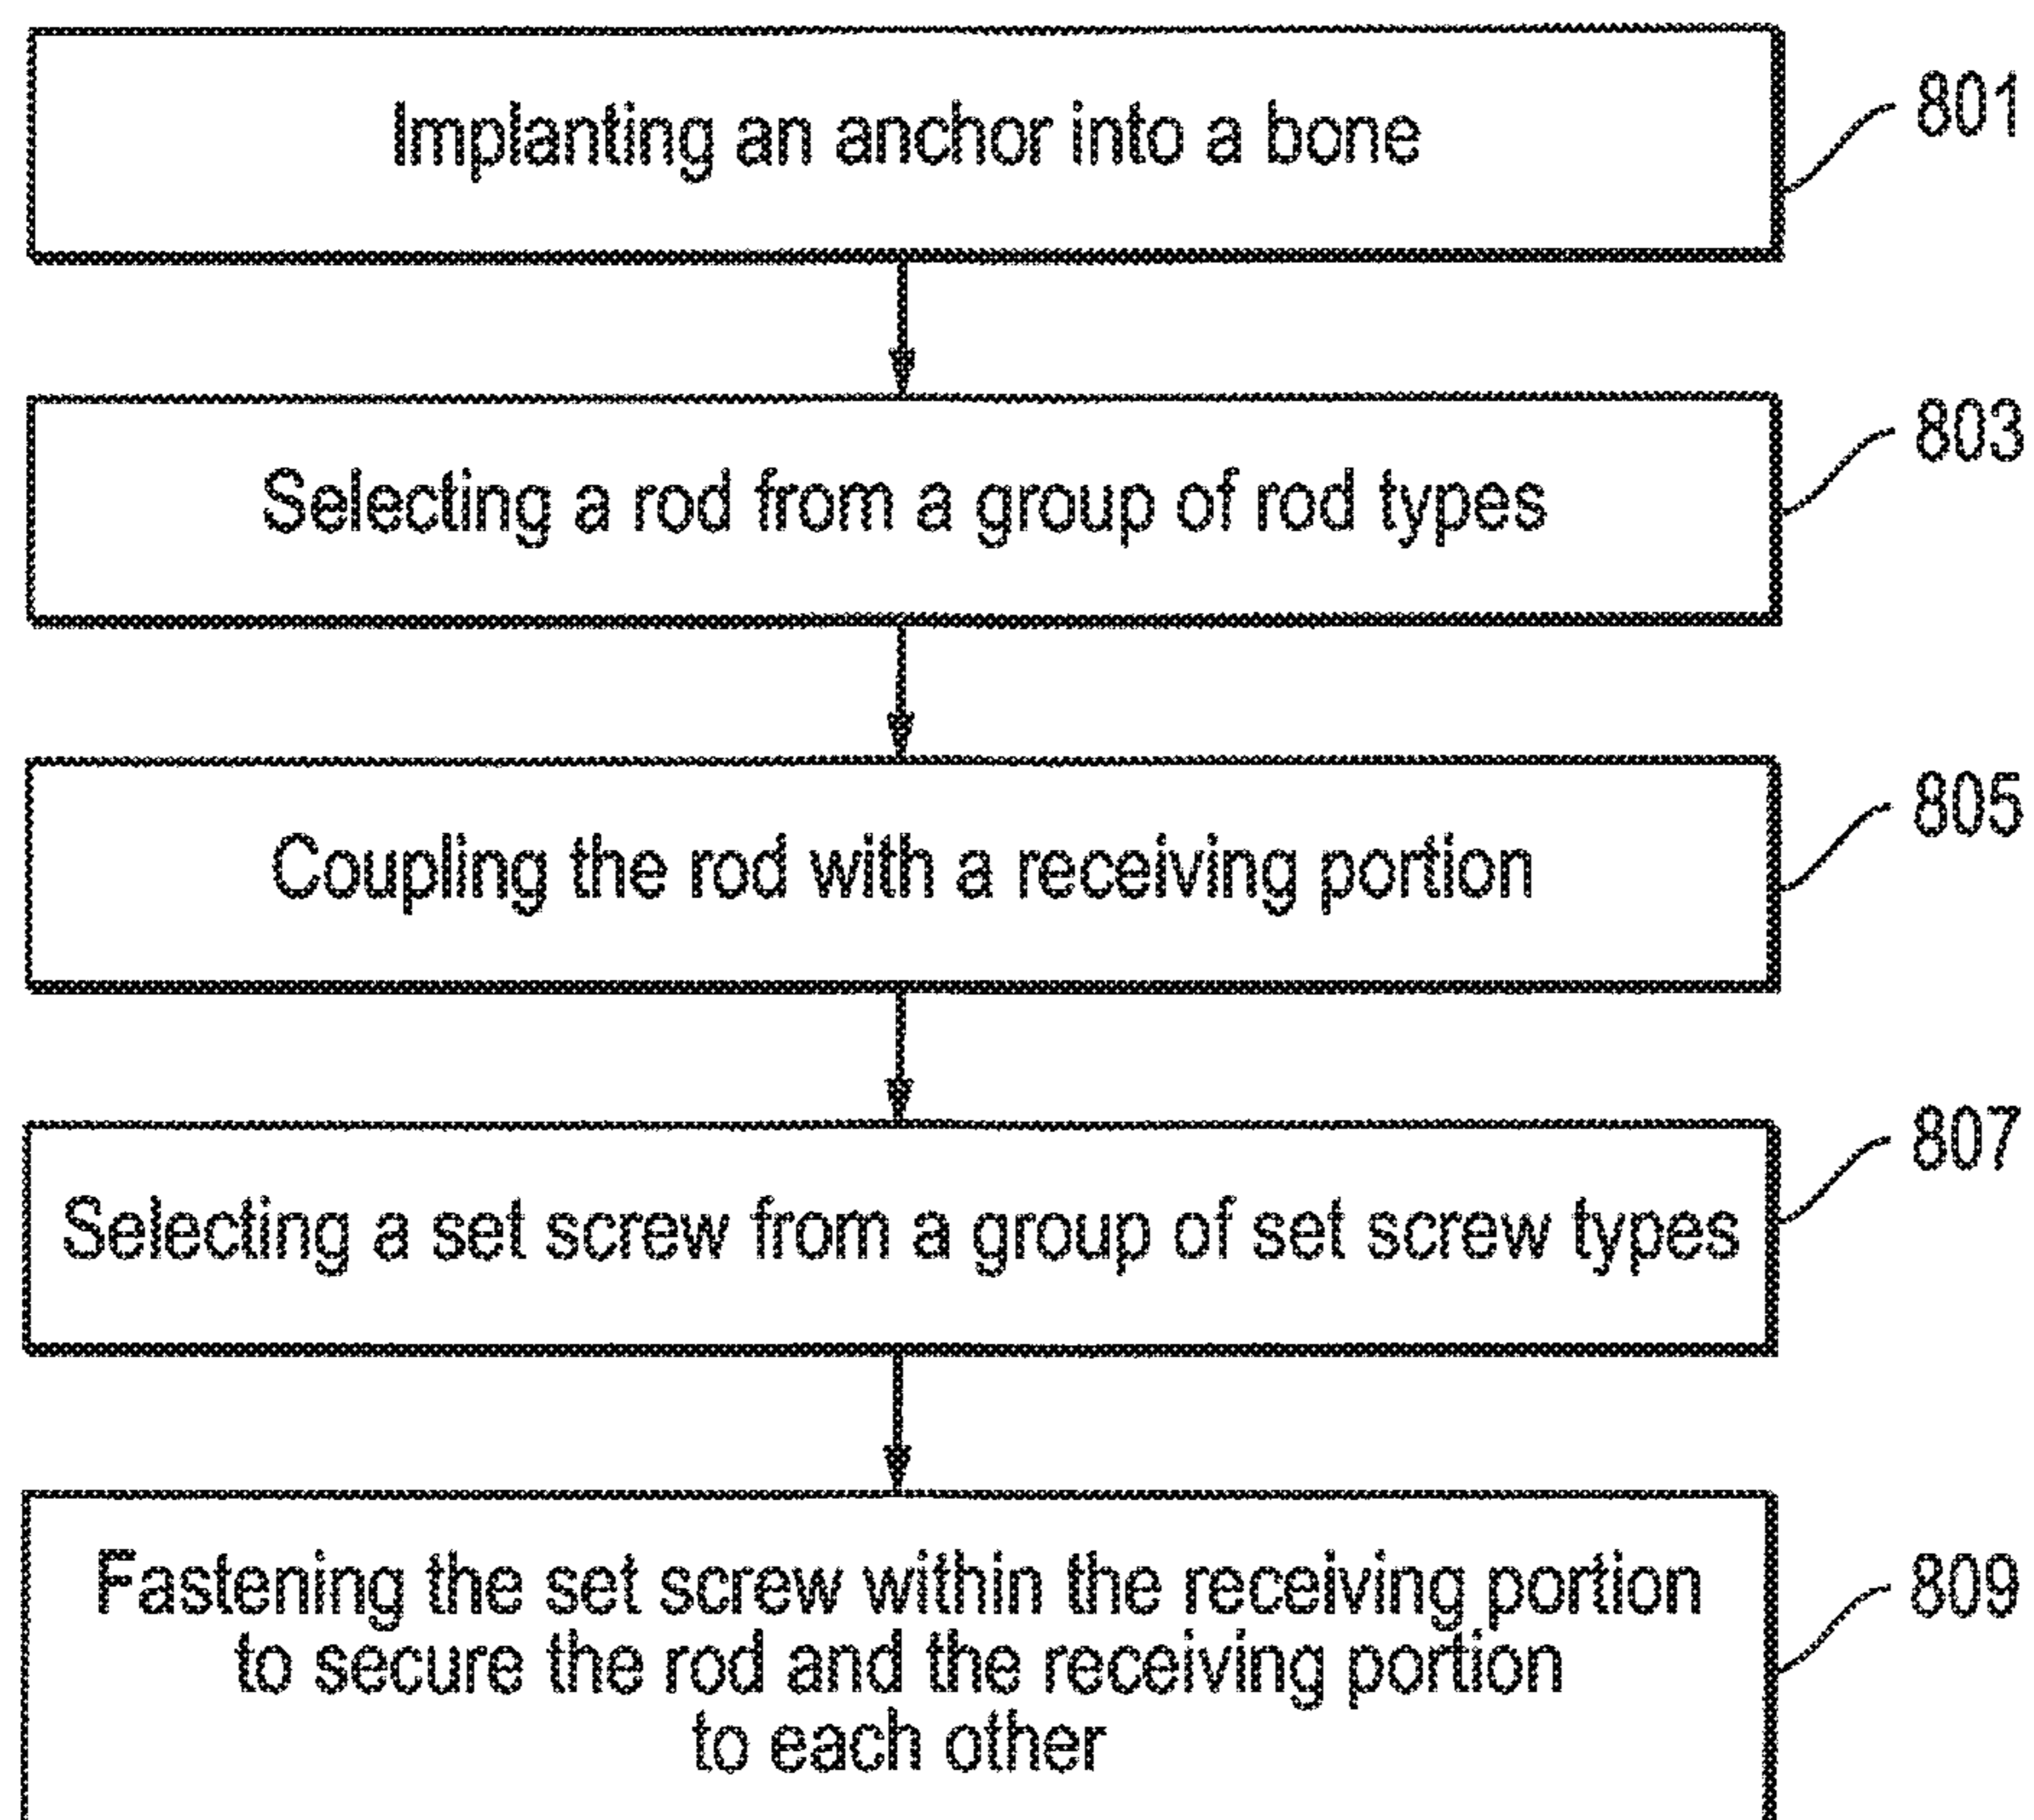 Implanting an anchor into a bone
801
Selecting a rod from a group of rod types
803
Coupling the rod with a receiving portion
805
Selecting a set screw from a group of set screw types
807
Fastening the set screw within the receiving portion
to secure the rod and the receiving portion
to each other
809